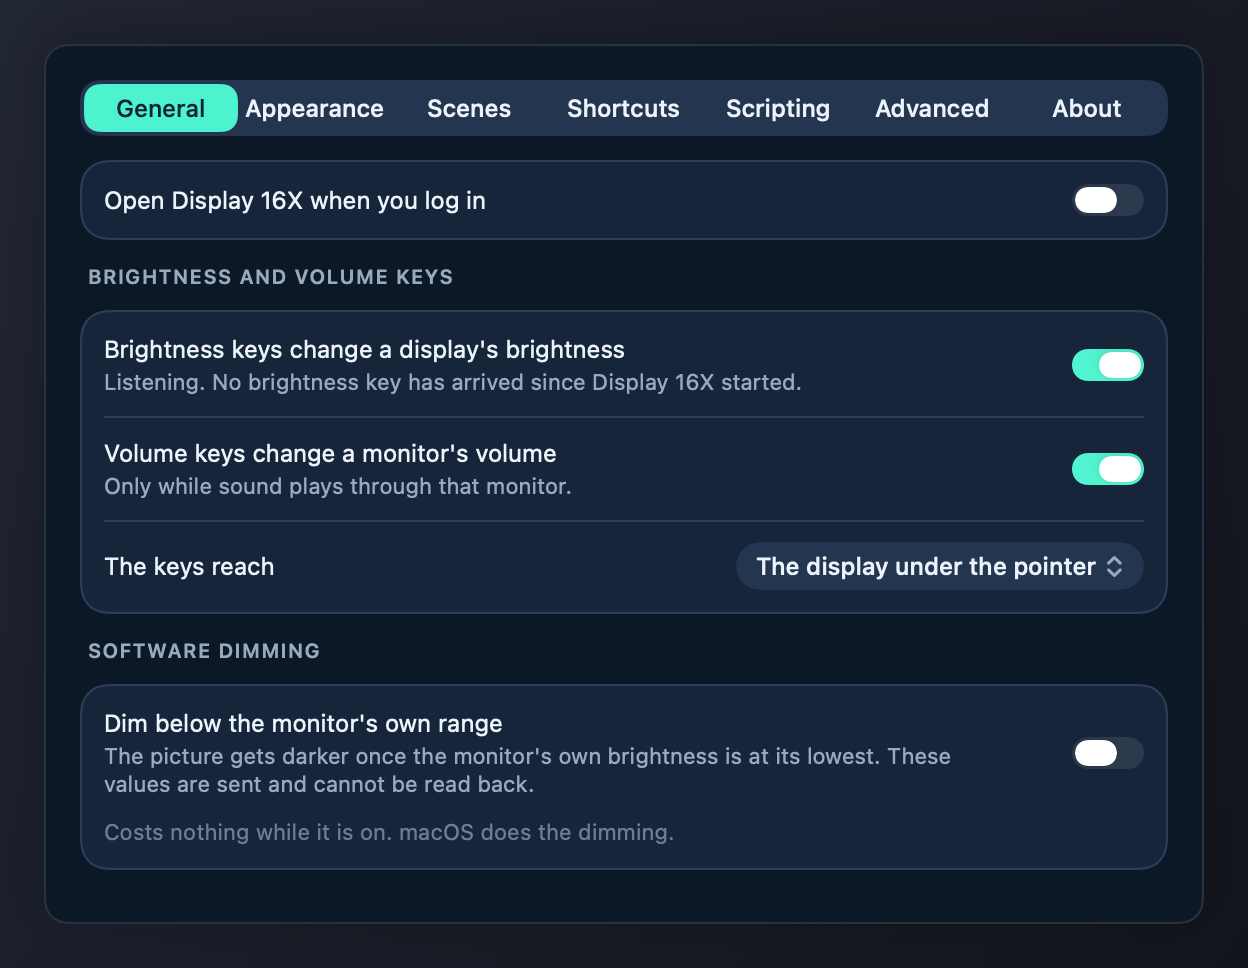 General Appearance Scenes Shortcuts Scripting Advanced About
Open Display 16X when you log in
BRIGHTNESS AND VOLUME KEYS
Brightness keys change a display's brightness
Listening. No brightness key has arrived since Display 16X started.
Volume keys change a monitor's volume
Only while sound plays through that monitor.
The keys reach The display under the pointer
SOFTWARE DIMMING
Dim below the monitor's own range
The picture gets darker once the monitor's own brightness is at its lowest. These
values are sent and cannot be read back.
Costs nothing while it is on. macOS does the dimming.